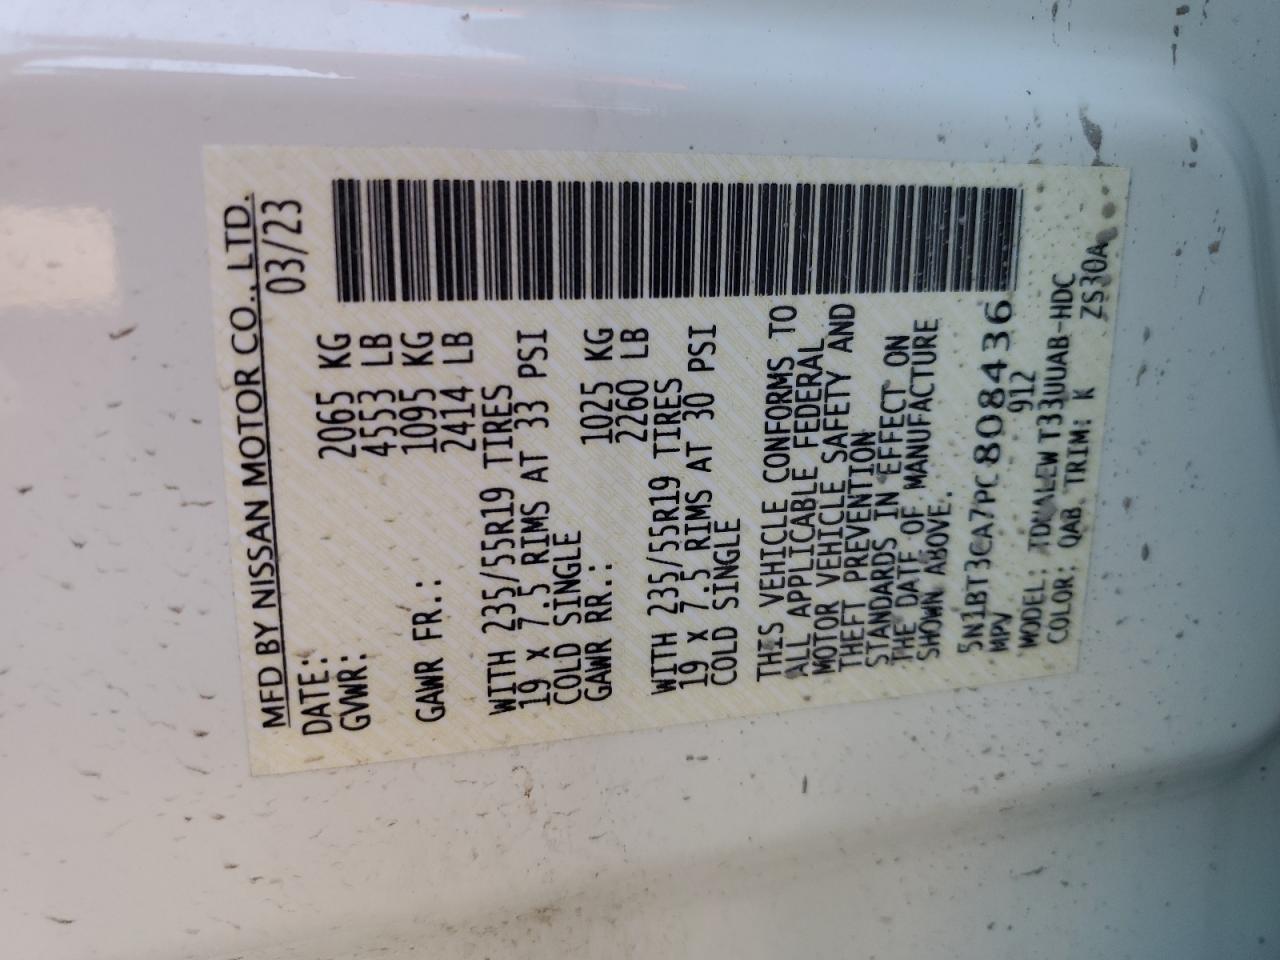 MFD BY NISSAN MOTOR CO., LTD.
DATE: 03/23
GVWR: 2065 KG
4553 LB
GAWR FR.: 1095 KG
2414 LB
WITH 235/55R19 TIRES
19 x 7.5 RIMS AT 33 PSI
COLD SINGLE
GAWR RR.: 1025 KG
2260 LB
WITH 235/55R19 TIRES
19 x 7.5 RIMS AT 30 PSI
COLD SINGLE
THIS VEHICLE CONFORMS TO
ALL APPLICABLE FEDERAL
MOTOR VEHICLE SAFETY AND
THEFT PREVENTION
STANDARDS IN EFFECT ON
THE DATE OF MANUFACTURE
SHOWN ABOVE.
5N1BT3CA7PC808436
MPV 912
MODEL: T33UUAB-HDC
COLOR: QAB TRIM: K ZS30A